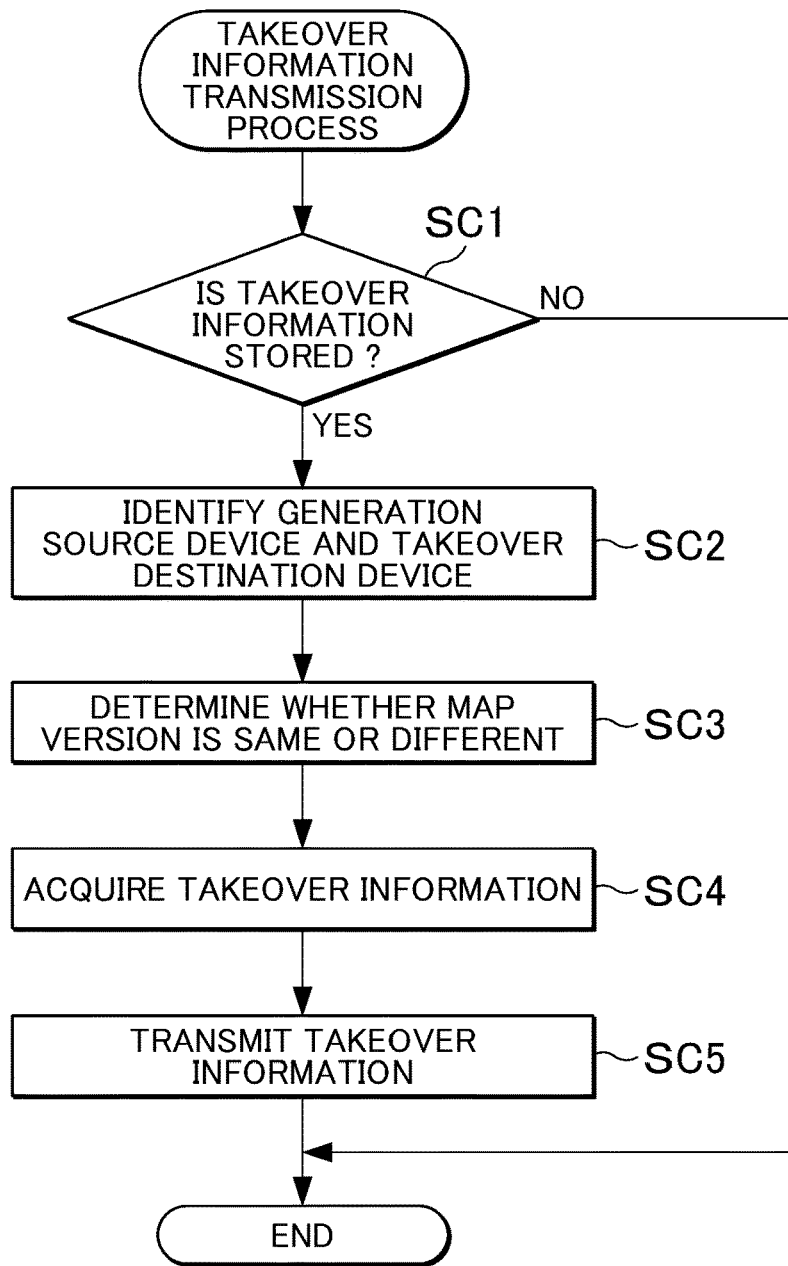 TAKEOVER
INFORMATION
TRANSMISSION
PROCESS
SC1
IS TAKEOVER
INFORMATION
STORED ?
NO
YES
IDENTIFY GENERATION
SOURCE DEVICE AND TAKEOVER
DESTINATION DEVICE
SC2
DETERMINE WHETHER MAP
VERSION IS SAME OR DIFFERENT
SC3
ACQUIRE TAKEOVER INFORMATION
SC4
TRANSMIT TAKEOVER
INFORMATION
SC5
END